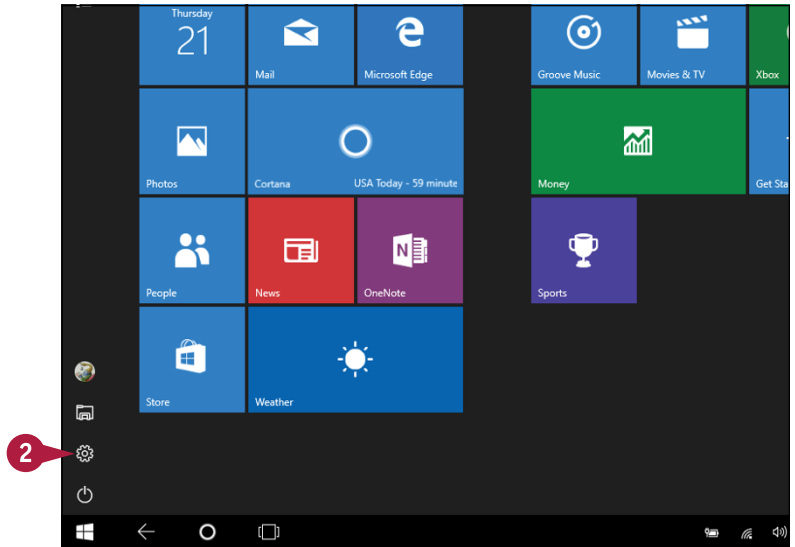 Thursday
21
Mail
Microsoft Edge
Groove Music
Movies & TV
Xbox
Photos
Cortana
USA Today - 59 minute
Money
Get Sta
People
News
N
OneNote
Sports
Store
Weather
2